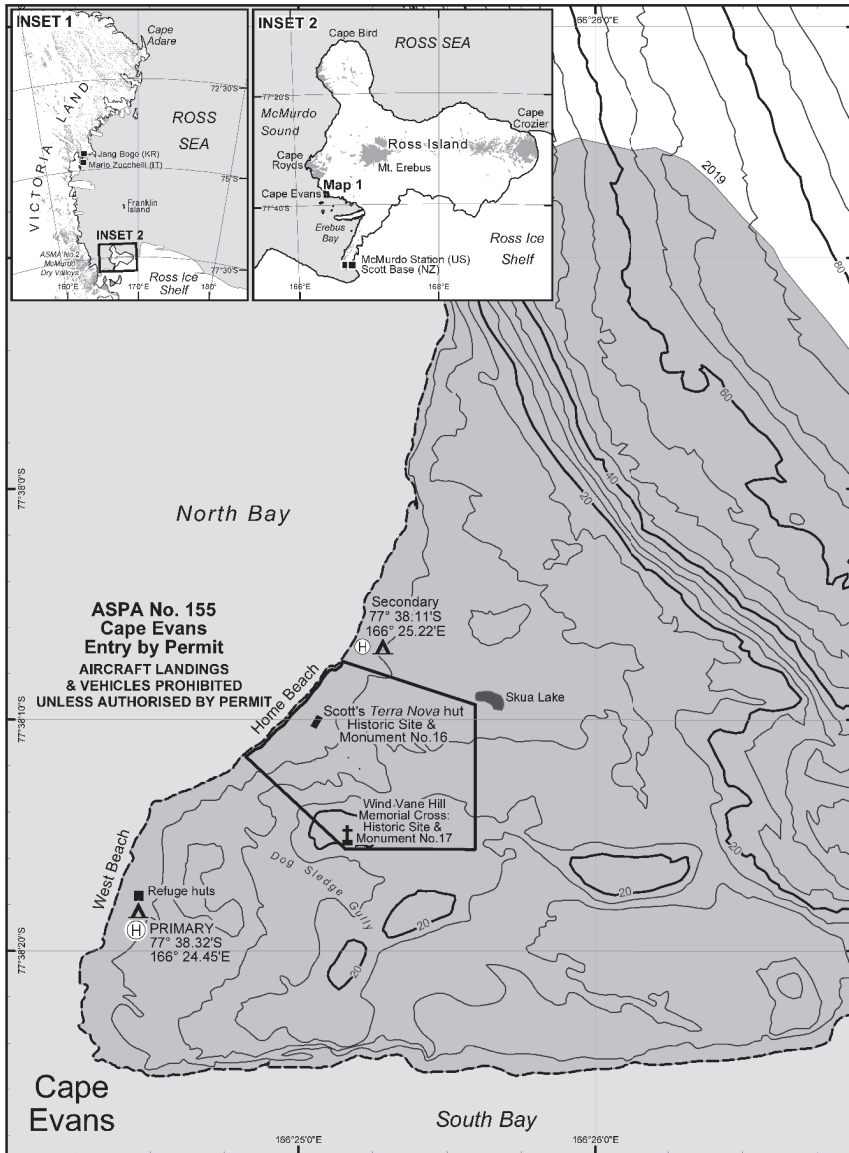 INSET 1
Cape
Adare
VICTORIA LAND
72°30'S
ROSS
SEA
Jang Bogo (KR)
Mario Zucchelli (IT)
75°S
Franklin
Island
INSET 2
ASMA No.2
McMurdo
Dry Valleys
77°30'S
Ross Ice
Shelf
160°E
170°E
180°
INSET 2
Cape Bird
ROSS SEA
77°20'S
McMurdo
Sound
Cape
Crozier
Ross Island
Cape
Royds
Mt. Erebus
Map 1
Cape Evans
77°40'S
Erebus
Bay
Ross Ice
Shelf
McMurdo Station (US)
Scott Base (NZ)
166°E
168°E
166°26'0"E
2019
80
60
40
20
77°38'0"S
North Bay
ASPA No. 155
Cape Evans
Entry by Permit
AIRCRAFT LANDINGS
& VEHICLES PROHIBITED
UNLESS AUTHORISED BY PERMIT
Secondary
77° 38.11'S
166° 25.22'E
H
Home Beach
Skua Lake
77°38'10"S
Scott's Terra Nova hut
Historic Site &
Monument No.16
Wind Vane Hill
Memorial Cross:
Historic Site &
Monument No.17
20
West Beach
Dog Sledge Gully
20
20
20
Refuge huts
H
PRIMARY
77° 38.32'S
166° 24.45'E
77°38'20"S
Cape
Evans
South Bay
166°25'0"E
166°26'0"E